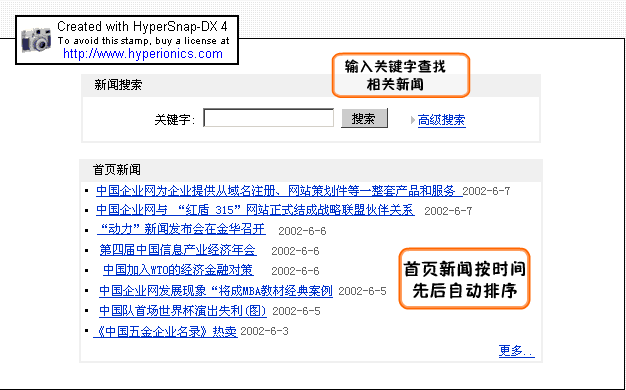 Created with HyperSnap-DX 4
To avoid this stamp, buy a license at
http://www.hyperionics.com
输入关键字查找
相关新闻
新闻搜索
关键字: 搜索 高级搜索
首页新闻
中国企业网为企业提供从域名注册、网站策划件等一整套产品和服务 2002-6-7
中国企业网与 “红盾 315”网站正式结成战略联盟伙伴关系 2002-6-7
“动力”新闻发布会在金华召开 2002-6-6
第四届中国信息产业经济年会 2002-6-6
中国加入WTO的经济金融对策 2002-6-6
中国企业网发展现象“将成MBA教材经典案例 2002-6-5
中国队首场世界杯演出失利(图) 2002-6-5
《中国五金企业名录》热卖 2002-6-3
首页新闻按时间
先后自动排序
更多..